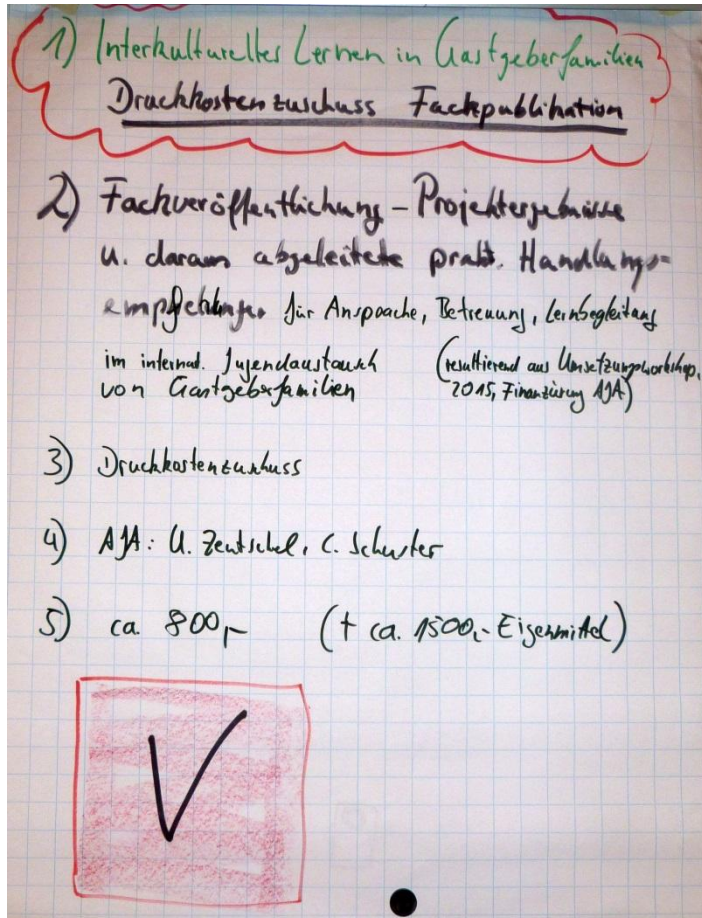 1) Interkulturelles Lernen in Gastgeberfamilien
Druckkostenzuschuss Fachpublikation
2) Fachveröffentlichung - Projektergebnisse
u. daraus abgeleitete prakt. Handlungs-
empfehlungen für Ansprache, Betreuung, Lernbegleitung
im internat. Jugendaustausch
von Gastgeberfamilien
(resultierend aus Umsetzungsworkshop,
2015, Finanzierung AJA)
3) Druckkostenzuschuss
4) AJA: U. Zentschel, C. Schuster
5) ca. 800,- (+ ca. 1500,- Eigenmittel)